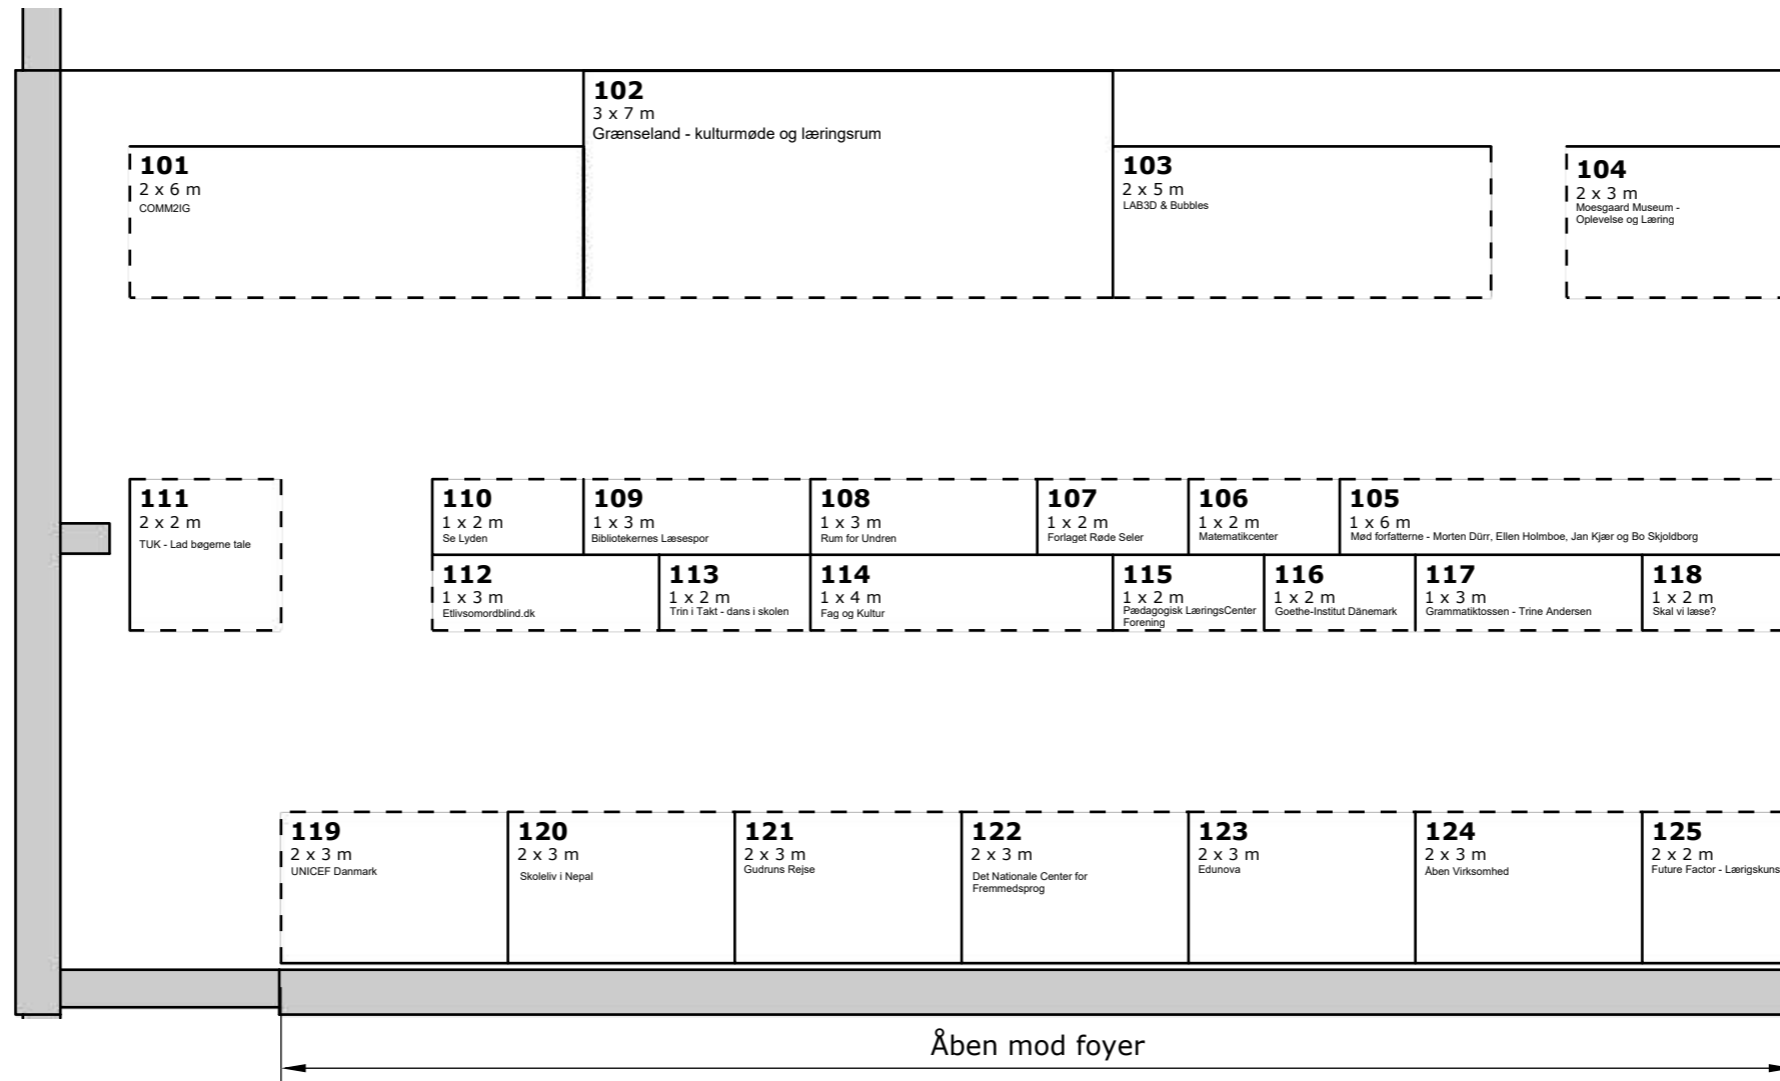 102
3 x 7 m
Grænseland - kulturmøde og læringsrum
101
2 x 6 m
COMM2IG
103
2 x 5 m
LAB3D & Bubbles
104
2 x 3 m
Moesgaard Museum -
Oplevelse og Læring
111
2 x 2 m
TUK - Lad bøgerne tale
110
1 x 2 m
Se Lyden
109
1 x 3 m
Bibliotekernes Læsespor
108
1 x 3 m
Rum for Undren
107
1 x 2 m
Forlaget Røde Seler
106
1 x 2 m
Matematikcenter
105
1 x 6 m
Mød forfatterne - Morten Dürr, Ellen Holmboe, Jan Kjær og Bo Skjoldborg
112
1 x 3 m
Etlivsomordblind.dk
113
1 x 2 m
Trin i Takt - dans i skolen
114
1 x 4 m
Fag og Kultur
115
1 x 2 m
Pædagogisk LæringsCenter
Forening
116
1 x 2 m
Goethe-Institut Dänemark
117
1 x 3 m
Grammatiktossen - Trine Andersen
118
1 x 2 m
Skal vi læse?
119
2 x 3 m
UNICEF Danmark
120
2 x 3 m
Skoleliv i Nepal
121
2 x 3 m
Gudruns Rejse
122
2 x 3 m
Det Nationale Center for
Fremmedsprog
123
2 x 3 m
Edunova
124
2 x 3 m
Åben Virksomhed
125
2 x 2 m
Future Factor - Lærigskuns
Åben mod foyer